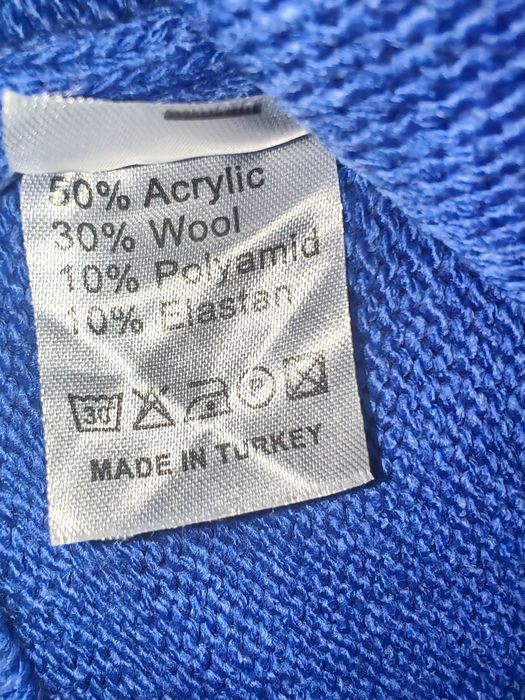 50% Acrylic
30% Wool
10% Polyamid
10% Elastan
30 P
MADE IN TURKEY